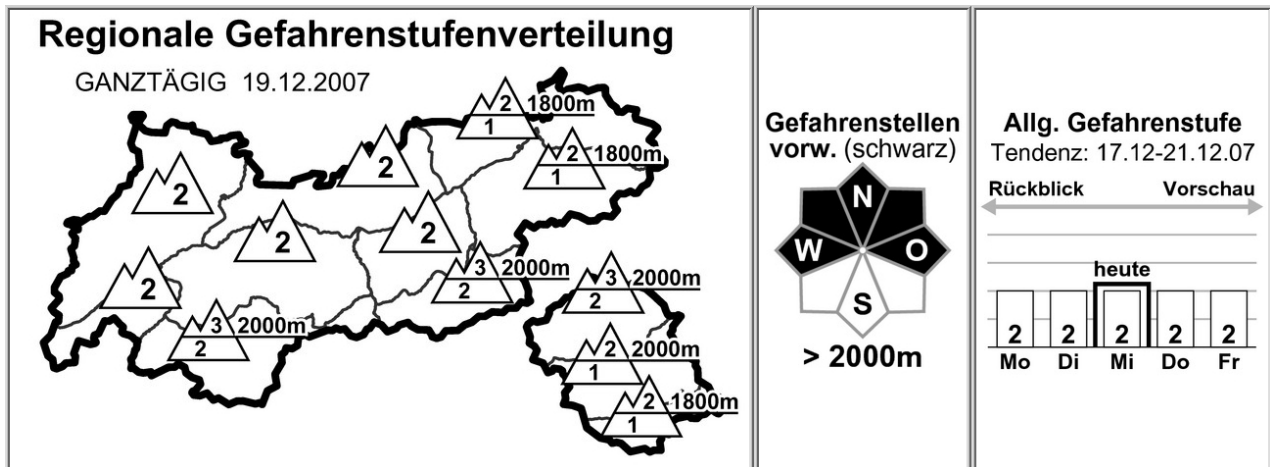 Regionale Gefahrenstufenverteilung
GANZTÄGIG 19.12.2007
2 1800m
1
2 1800m
1
2
2
2
2
2
3 2000m
2
3 2000m
2
3 2000m
2
2 2000m
1
2 1800m
1
Gefahrenstellen
vorw. (schwarz)
N
W O
S
> 2000m
Allg. Gefahrenstufe
Tendenz: 17.12-21.12.07
Rückblick Vorschau
heute
2 2 2 2 2
Mo Di Mi Do Fr